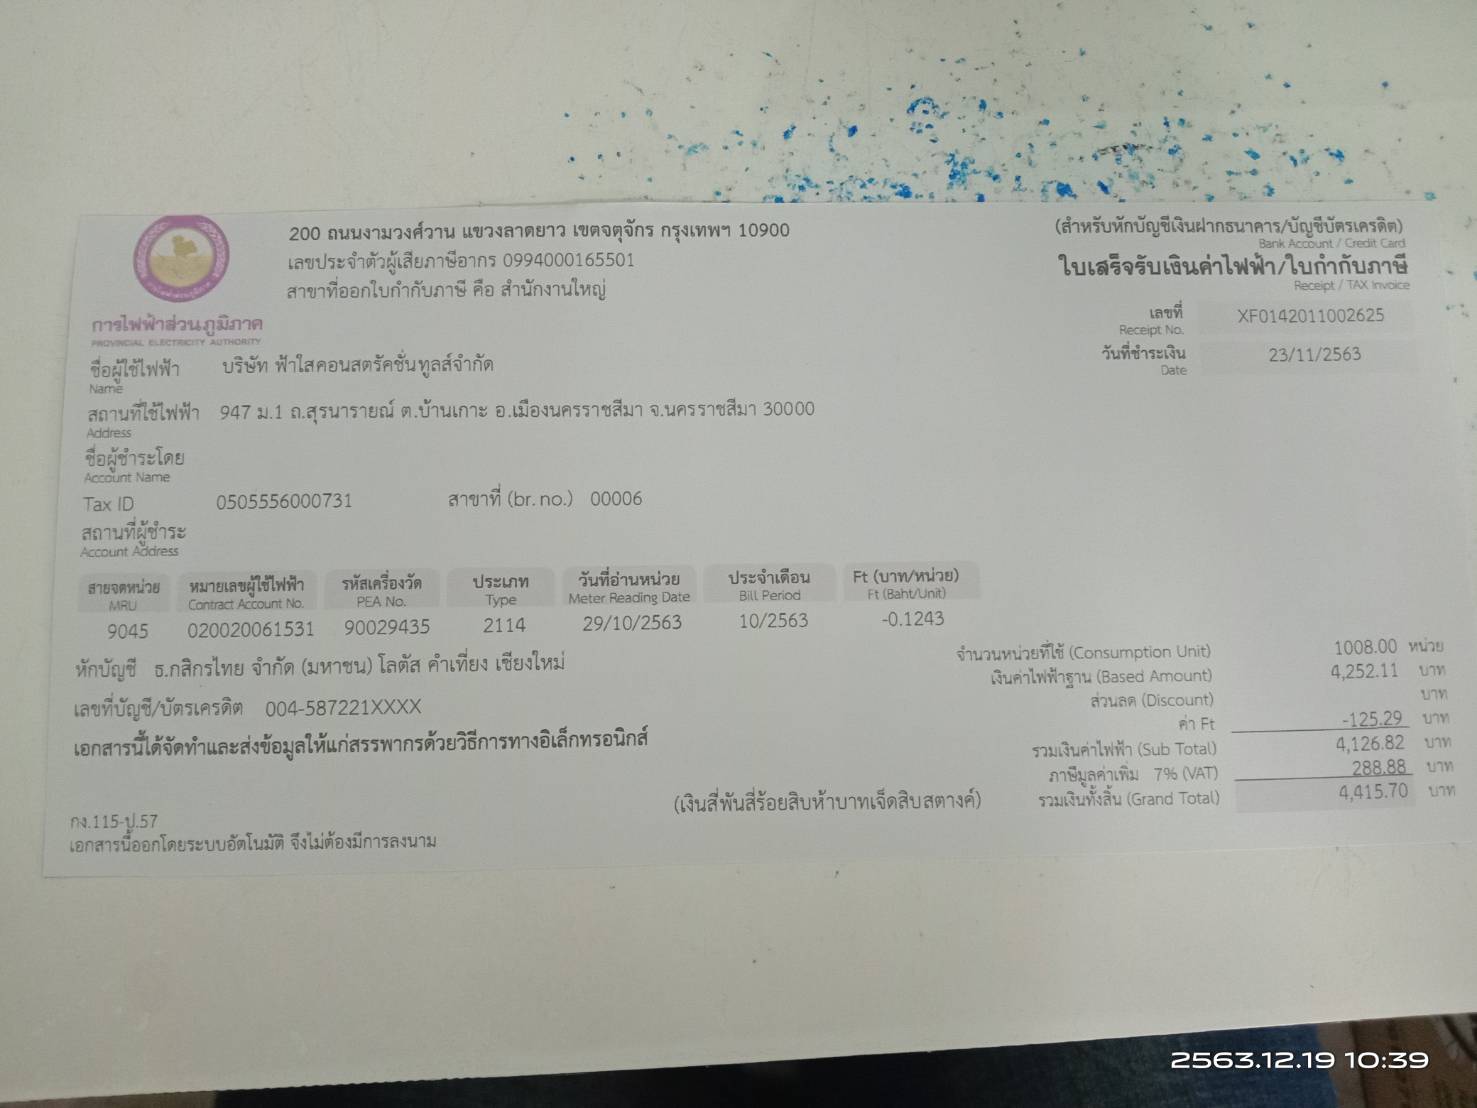 200 ถนนงามวงศ์วาน แขวงลาดยาว เขตจตุจักร กรุงเทพฯ 10900
เลขประจำตัวผู้เสียภาษีอากร 0994000165501
สาขาที่ออกใบกำกับภาษี คือ สำนักงานใหญ่
(สำหรับหักบัญชีเงินฝากธนาคาร/บัญชีบัตรเครดิต)
Bank Account / Credit Card
ใบเสร็จรับเงินค่าไฟฟ้า/ใบกำกับภาษี
Receipt / TAX Invoice
การไฟฟ้าส่วนภูมิภาค
PROVINCIAL ELECTRICITY AUTHORITY
เลขที่ XF0142011002625
Receipt No.
วันที่ชำระเงิน 23/11/2563
Date
ชื่อผู้ใช้ไฟฟ้า บริษัท ฟ้าใสคอนสตรัคชั่นทูลส์จำกัด
Name
สถานที่ใช้ไฟฟ้า 947 ม.1 ถ.สุรนารายณ์ ต.บ้านเกาะ อ.เมืองนครราชสีมา จ.นครราชสีมา 30000
Address
ชื่อผู้ชำระโดย
Account Name
Tax ID 0505556000731 สาขาที่ (br. no.) 00006
สถานที่ผู้ชำระ
Account Address
สายจดหน่วย หมายเลขผู้ใช้ไฟฟ้า รหัสเครื่องวัด ประเภท วันที่อ่านหน่วย ประจำเดือน Ft (บาท/หน่วย)
MRU Contract Account No. PEA No. Type Meter Reading Date Bill Period Ft (Baht/Unit)
9045 020020061531 90029435 2114 29/10/2563 10/2563 -0.1243
หักบัญชี ธ.กสิกรไทย จำกัด (มหาชน) โลตัส คำเที่ยง เชียงใหม่
เลขที่บัญชี/บัตรเครดิต 004-587221XXXX
เอกสารนี้ได้จัดทำและส่งข้อมูลให้แก่สรรพากรด้วยวิธีการทางอิเล็กทรอนิกส์
จำนวนหน่วยที่ใช้ (Consumption Unit) 1008.00 หน่วย
เงินค่าไฟฟ้าฐาน (Based Amount) 4,252.11 บาท
ส่วนลด (Discount) บาท
ค่า Ft -125.29 บาท
รวมเงินค่าไฟฟ้า (Sub Total) 4,126.82 บาท
ภาษีมูลค่าเพิ่ม 7% (VAT) 288.88 บาท
(เงินสี่พันสี่ร้อยสิบห้าบาทเจ็ดสิบสตางค์) รวมเงินทั้งสิ้น (Grand Total) 4,415.70 บาท
กง.115-ป.57
เอกสารนี้ออกโดยระบบอัตโนมัติ จึงไม่ต้องมีการลงนาม
2563.12.19 10:39